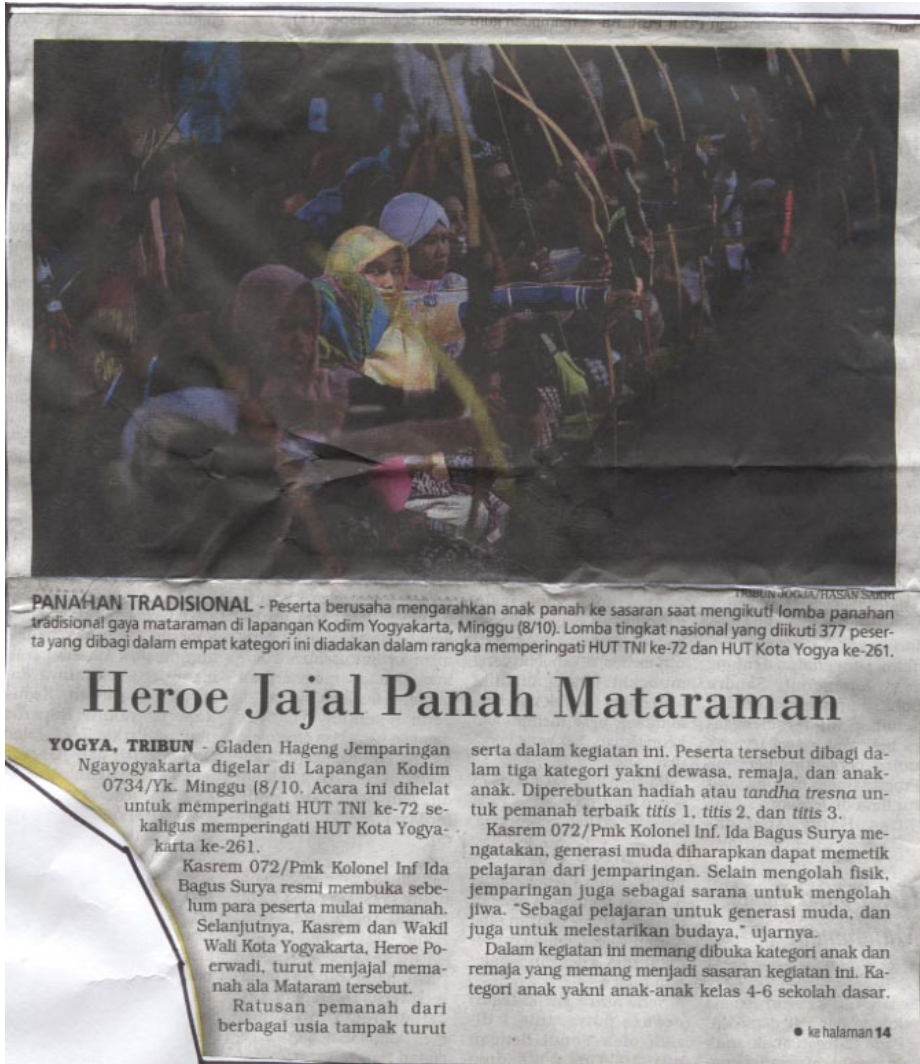 TRIBUN JOGJA/HASAN SAKRI
PANAHAN TRADISIONAL - Peserta berusaha mengarahkan anak panah ke sasaran saat mengikuti lomba panahan
tradisional gaya mataraman di lapangan Kodim Yogyakarta, Minggu (8/10). Lomba tingkat nasional yang diikuti 377 peser-
ta yang dibagi dalam empat kategori ini diadakan dalam rangka memperingati HUT TNI ke-72 dan HUT Kota Yogya ke-261.
Heroe Jajal Panah Mataraman
YOGYA, TRIBUN - Gladen Hageng Jemparingan
Ngayogyakarta digelar di Lapangan Kodim
0734/Yk. Minggu (8/10. Acara ini dihelat
untuk memperingati HUT TNI ke-72 se-
kaligus memperingati HUT Kota Yogya-
karta ke-261.
Kasrem 072/Pmk Kolonel Inf Ida
Bagus Surya resmi membuka sebe-
lum para peserta mulai memanah.
Selanjutnya, Kasrem dan Wakil
Wali Kota Yogyakarta, Heroe Po-
erwadi, turut menjajal mema-
nah ala Mataram tersebut.
Ratusan pemanah dari
berbagai usia tampak turut
serta dalam kegiatan ini. Peserta tersebut dibagi da-
lam tiga kategori yakni dewasa, remaja, dan anak-
anak. Diperebutkan hadiah atau tandha tresna un-
tuk pemanah terbaik titis 1, titis 2, dan titis 3.
Kasrem 072/Pmk Kolonel Inf. Ida Bagus Surya me-
ngatakan, generasi muda diharapkan dapat memetik
pelajaran dari jemparingan. Selain mengolah fisik,
jemparingan juga sebagai sarana untuk mengolah
jiwa. "Sebagai pelajaran untuk generasi muda, dan
juga untuk melestarikan budaya," ujarnya.
Dalam kegiatan ini memang dibuka kategori anak dan
remaja yang memang menjadi sasaran kegiatan ini. Ka-
tegori anak yakni anak-anak kelas 4-6 sekolah dasar.
● ke halaman 14